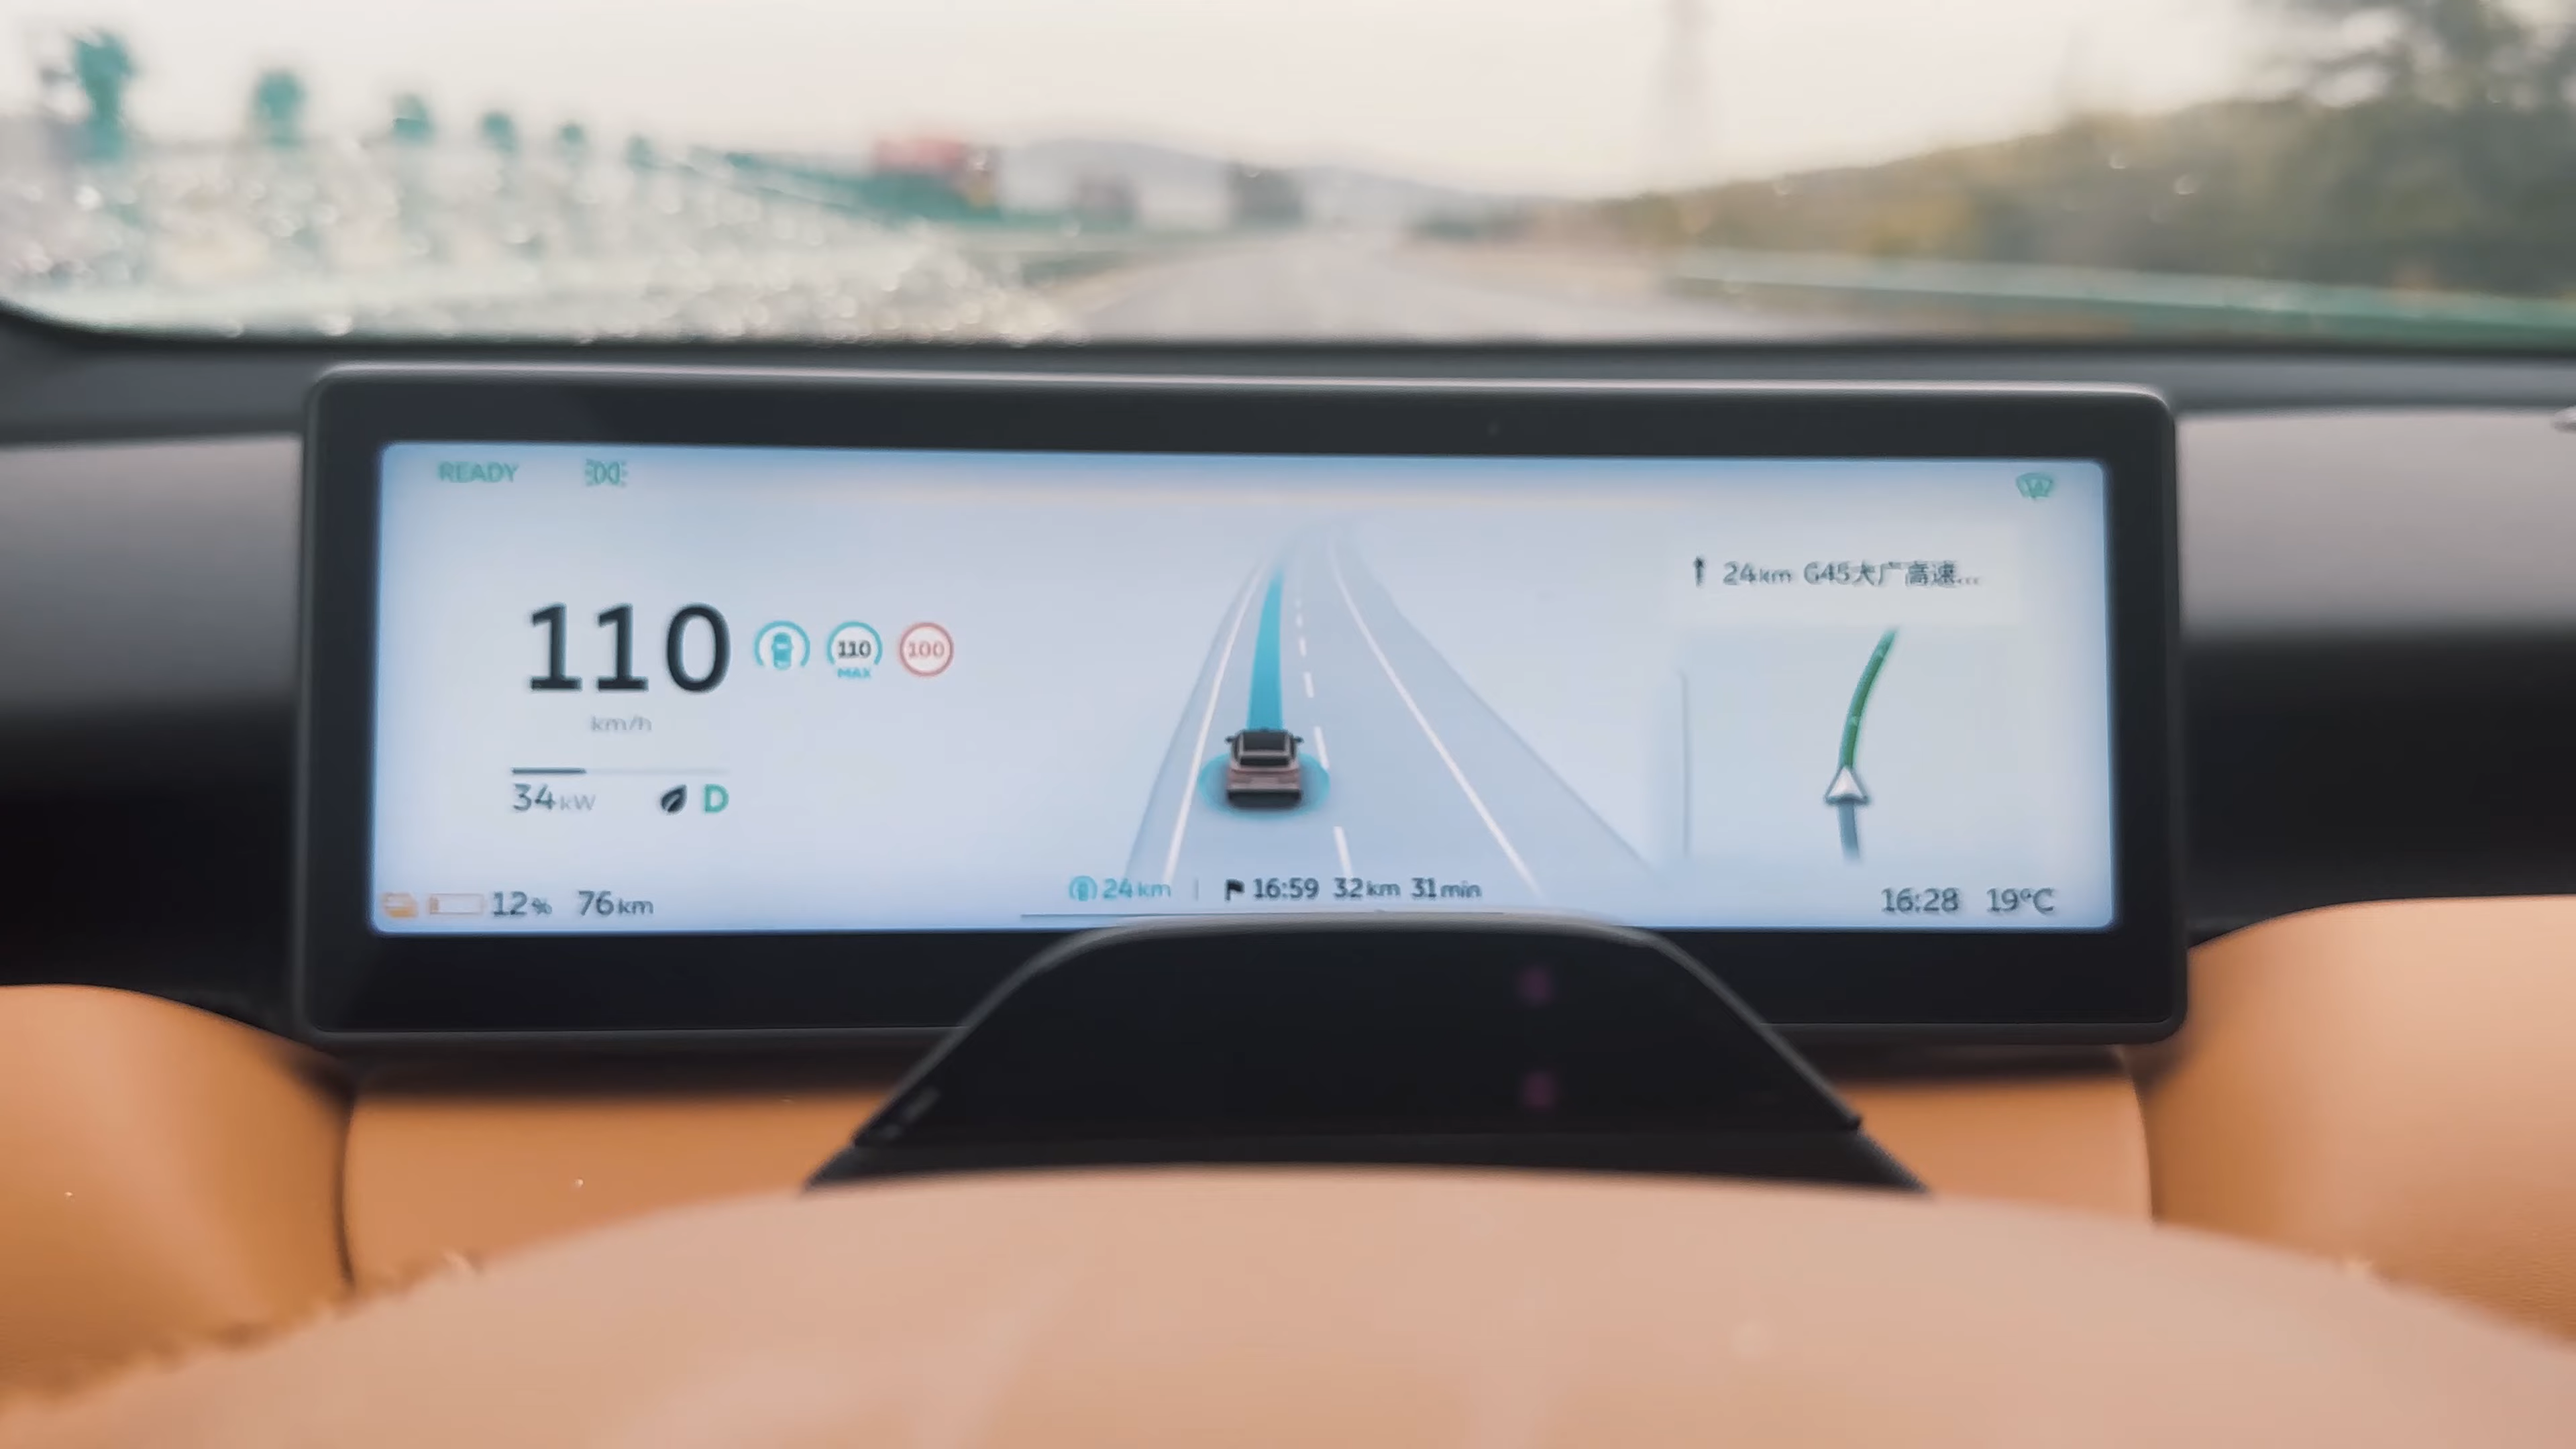 READY
24km G45大广高速...
110 110 100
MAX
km/h
34kW D
24km 16:59 32km 31min
12% 76km
16:28 19°C